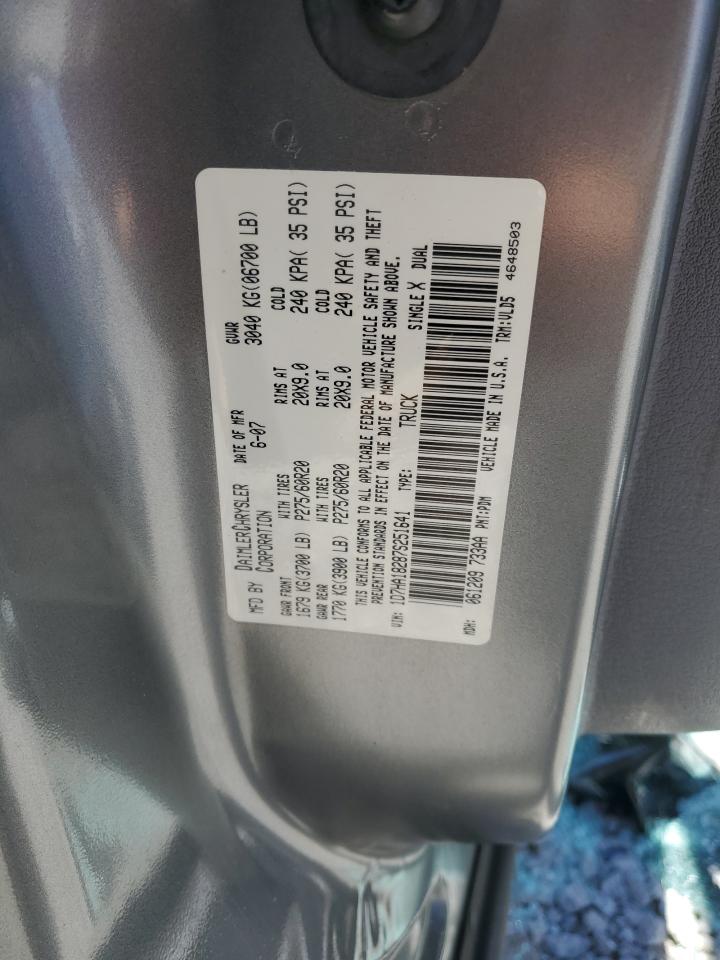 MFD BY DAIMLERCHRYSLER CORPORATION
DATE OF MFR 6-07
GVWR 3040 KG(06700 LB)
GAWR FRONT WITH TIRES RIMS AT COLD
1679 KG(3700 LB) P275/60R20 20X9.0 240 KPA( 35 PSI)
GAWR REAR WITH TIRES RIMS AT COLD
1770 KG(3900 LB) P275/60R20 20X9.0 240 KPA( 35 PSI)
THIS VEHICLE CONFORMS TO ALL APPLICABLE FEDERAL MOTOR VEHICLE SAFETY AND THEFT
PREVENTION STANDARDS IN EFFECT ON THE DATE OF MANUFACTURE SHOWN ABOVE.
VIN: 1D7HA18287S251641 TYPE: TRUCK SINGLE X DUAL
MDH: 061209 733AA PNT:PDM VEHICLE MADE IN U.S.A. TRM:VLD5 4648503